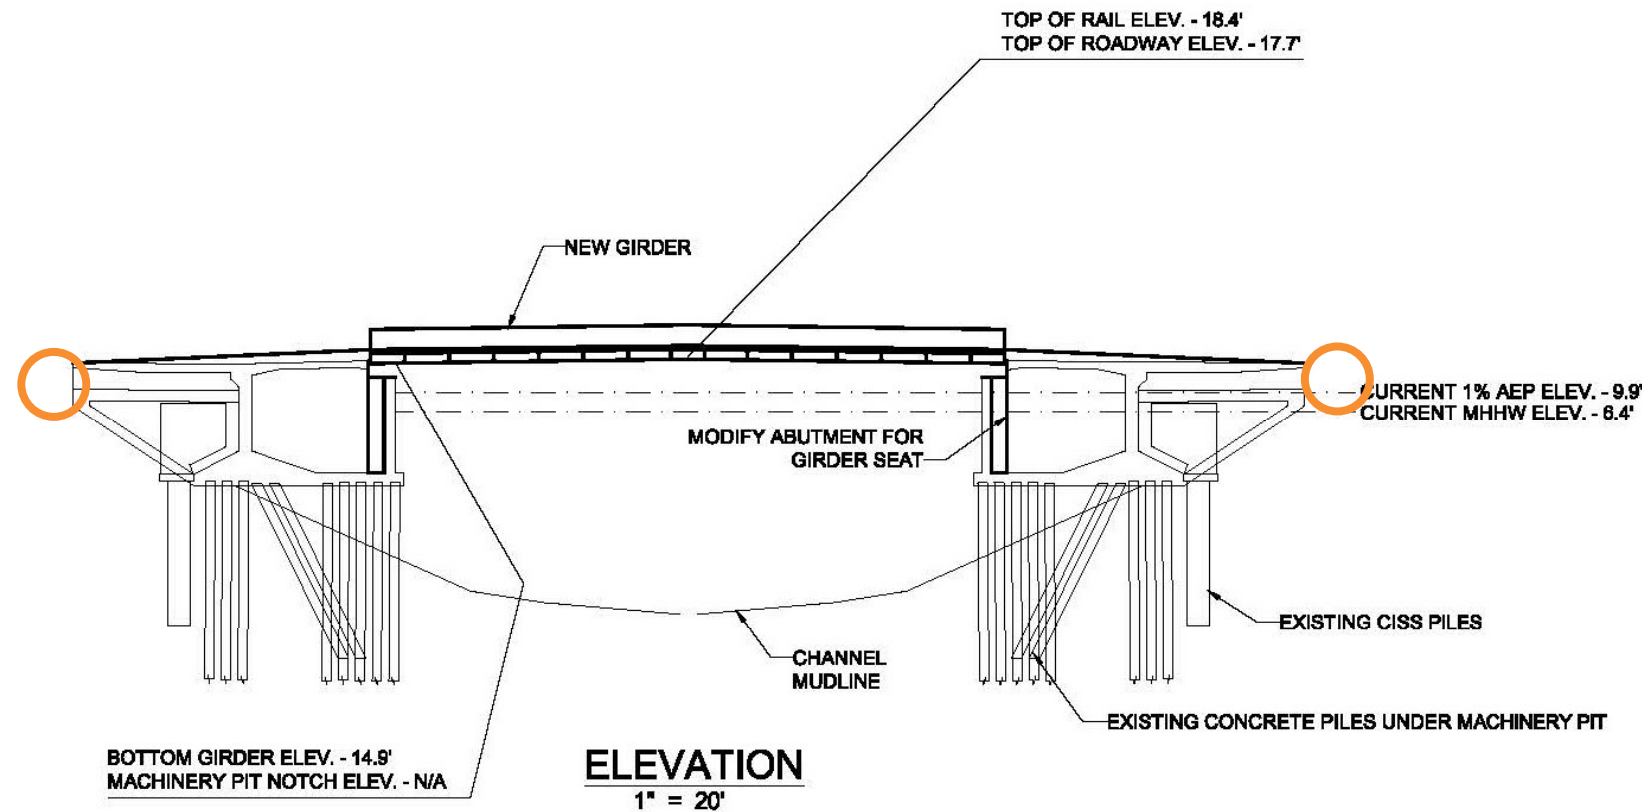 TOP OF RAIL ELEV. - 18.4'
TOP OF ROADWAY ELEV. - 17.7'
NEW GIRDER
CURRENT 1% AEP ELEV. - 9.9'
CURRENT MHHW ELEV. - 6.4'
MODIFY ABUTMENT FOR
GIRDER SEAT
EXISTING CISS PILES
CHANNEL
MUDLINE
EXISTING CONCRETE PILES UNDER MACHINERY PIT
BOTTOM GIRDER ELEV. - 14.9'
MACHINERY PIT NOTCH ELEV. - N/A
ELEVATION
1" = 20'